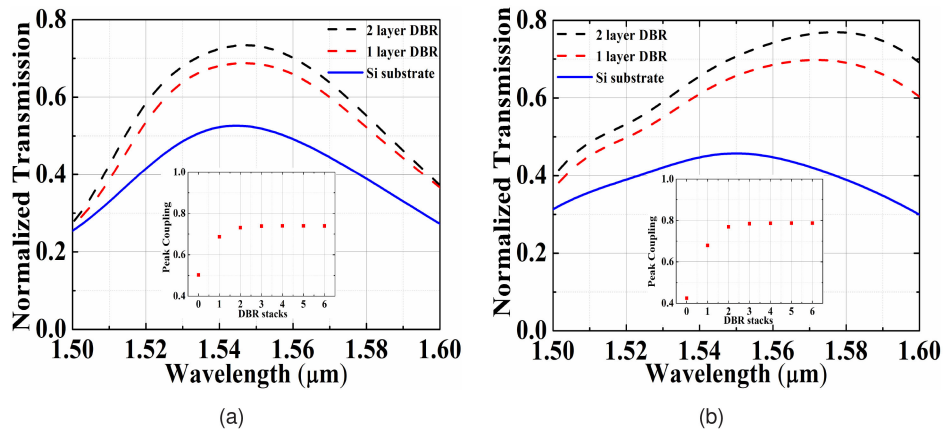 0.8
0.6
0.4
0.2
0.0
Normalized Transmission
2 layer DBR
1 layer DBR
Si substrate
1.0
0.8
0.6
0.4
Peak Coupling
0 1 2 3 4 5 6
DBR stacks
1.50 1.52 1.54 1.56 1.58 1.60
Wavelength (μm)
(a)
0.8
0.6
0.4
0.2
0.0
Normalized Transmission
2 layer DBR
1 layer DBR
Si substrate
1.0
0.8
0.6
0.4
Peak Coupling
0 1 2 3 4 5 6
DBR stacks
1.50 1.52 1.54 1.56 1.58 1.60
Wavelength (μm)
(b)